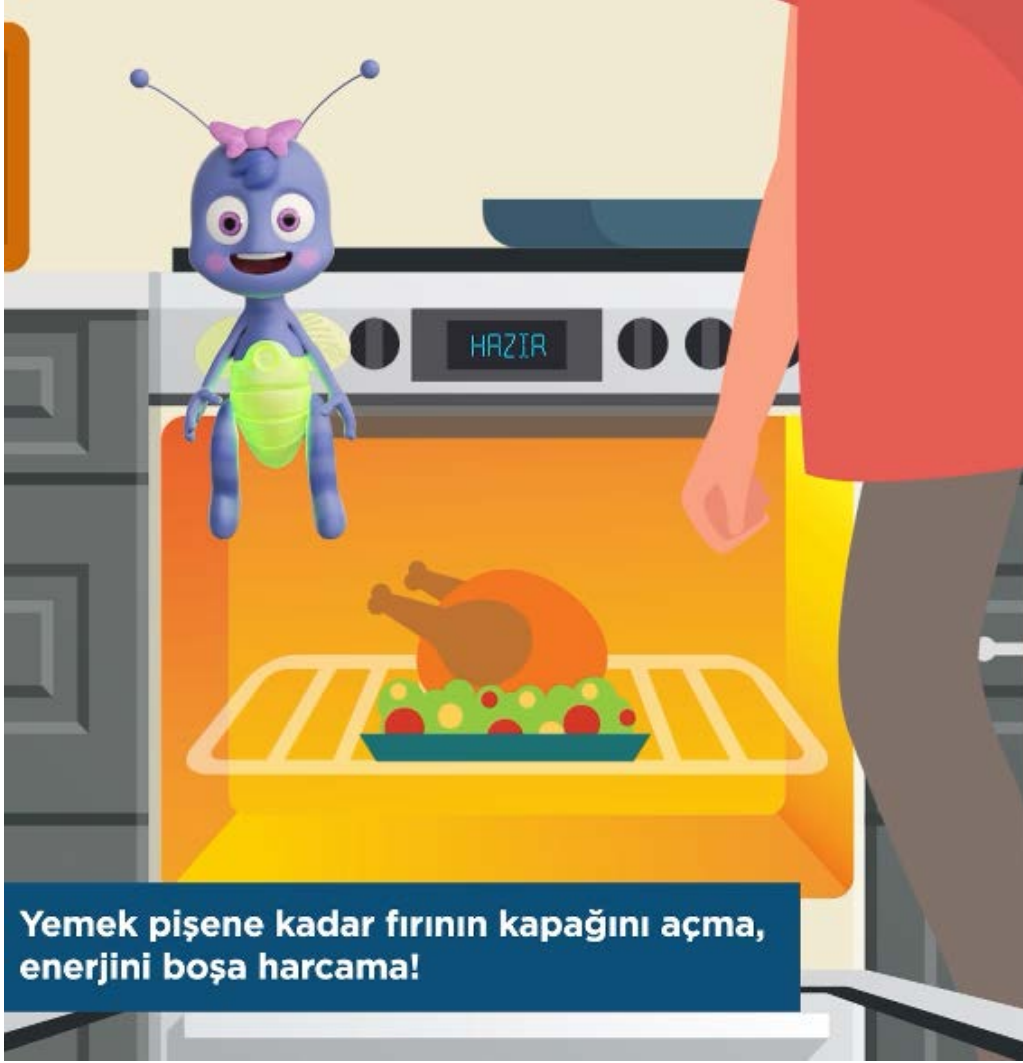 HAZIR
Yemek pişene kadar fırının kapağını açma,
enerjini boşa harcama!